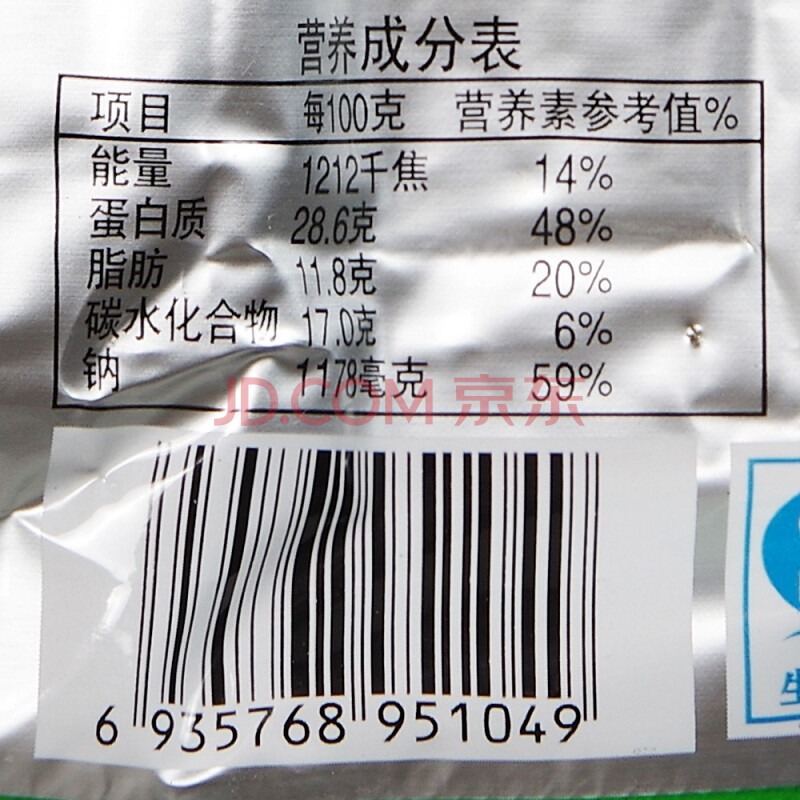 营养成分表
项目 每100克 营养素参考值%
能量 1212千焦 14%
蛋白质 28.6克 48%
脂肪 11.8克 20%
碳水化合物 17.0克 6%
钠 1178毫克 59%
JD.COM 京东
6 935768 951049
生